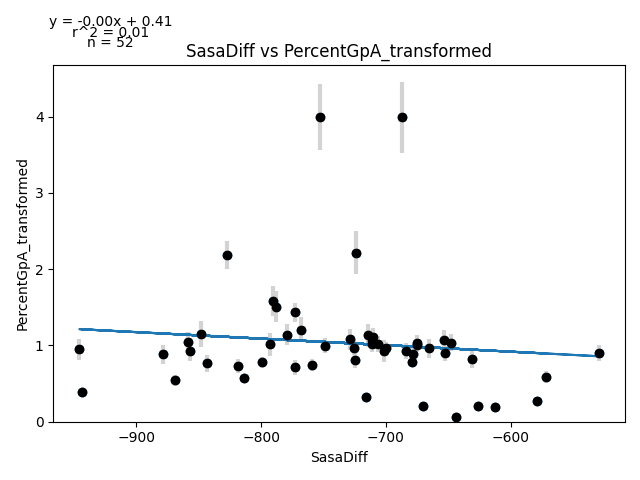 y = -0.00x + 0.41
r^2 = 0.01
n = 52
SasaDiff vs PercentGpA_transformed
PercentGpA_transformed
4
3
2
1
0
−900
−800
−700
−600
SasaDiff